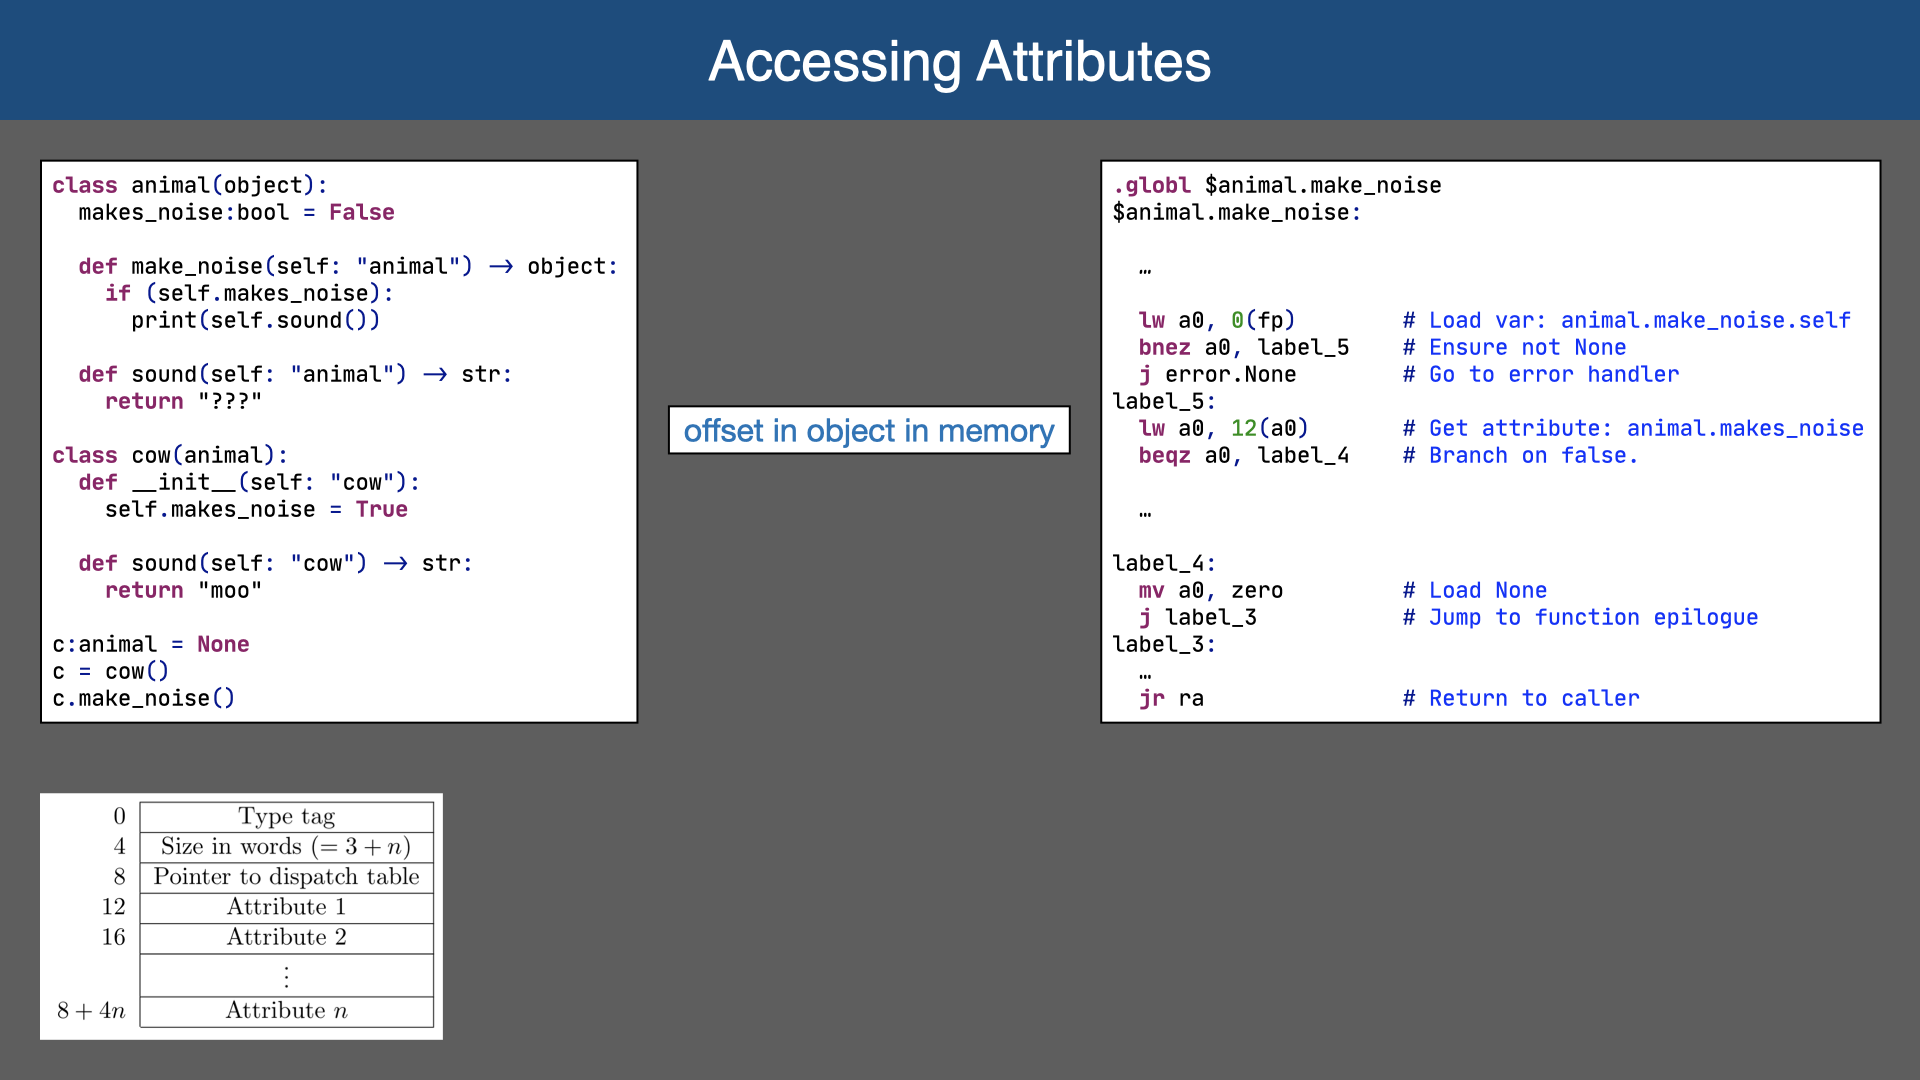 Accessing Attributes
class animal(object):
  makes_noise:bool = False

  def make_noise(self: "animal") → object:
    if (self.makes_noise):
      print(self.sound())

  def sound(self: "animal") → str:
    return "???"

class cow(animal):
  def __init__(self: "cow"):
    self.makes_noise = True

  def sound(self: "cow") → str:
    return "moo"

c:animal = None
c = cow()
c.make_noise()
offset in object in memory
.globl $animal.make_noise
$animal.make_noise:

  …

  lw a0, 0(fp)        # Load var: animal.make_noise.self
  bnez a0, label_5    # Ensure not None
  j error.None        # Go to error handler
label_5:
  lw a0, 12(a0)       # Get attribute: animal.makes_noise
  beqz a0, label_4    # Branch on false.

  …

label_4:
  mv a0, zero         # Load None
  j label_3           # Jump to function epilogue
label_3:
  …
  jr ra               # Return to caller
0 Type tag
4 Size in words (= 3 + n)
8 Pointer to dispatch table
12 Attribute 1
16 Attribute 2
⋮
8 + 4n Attribute n